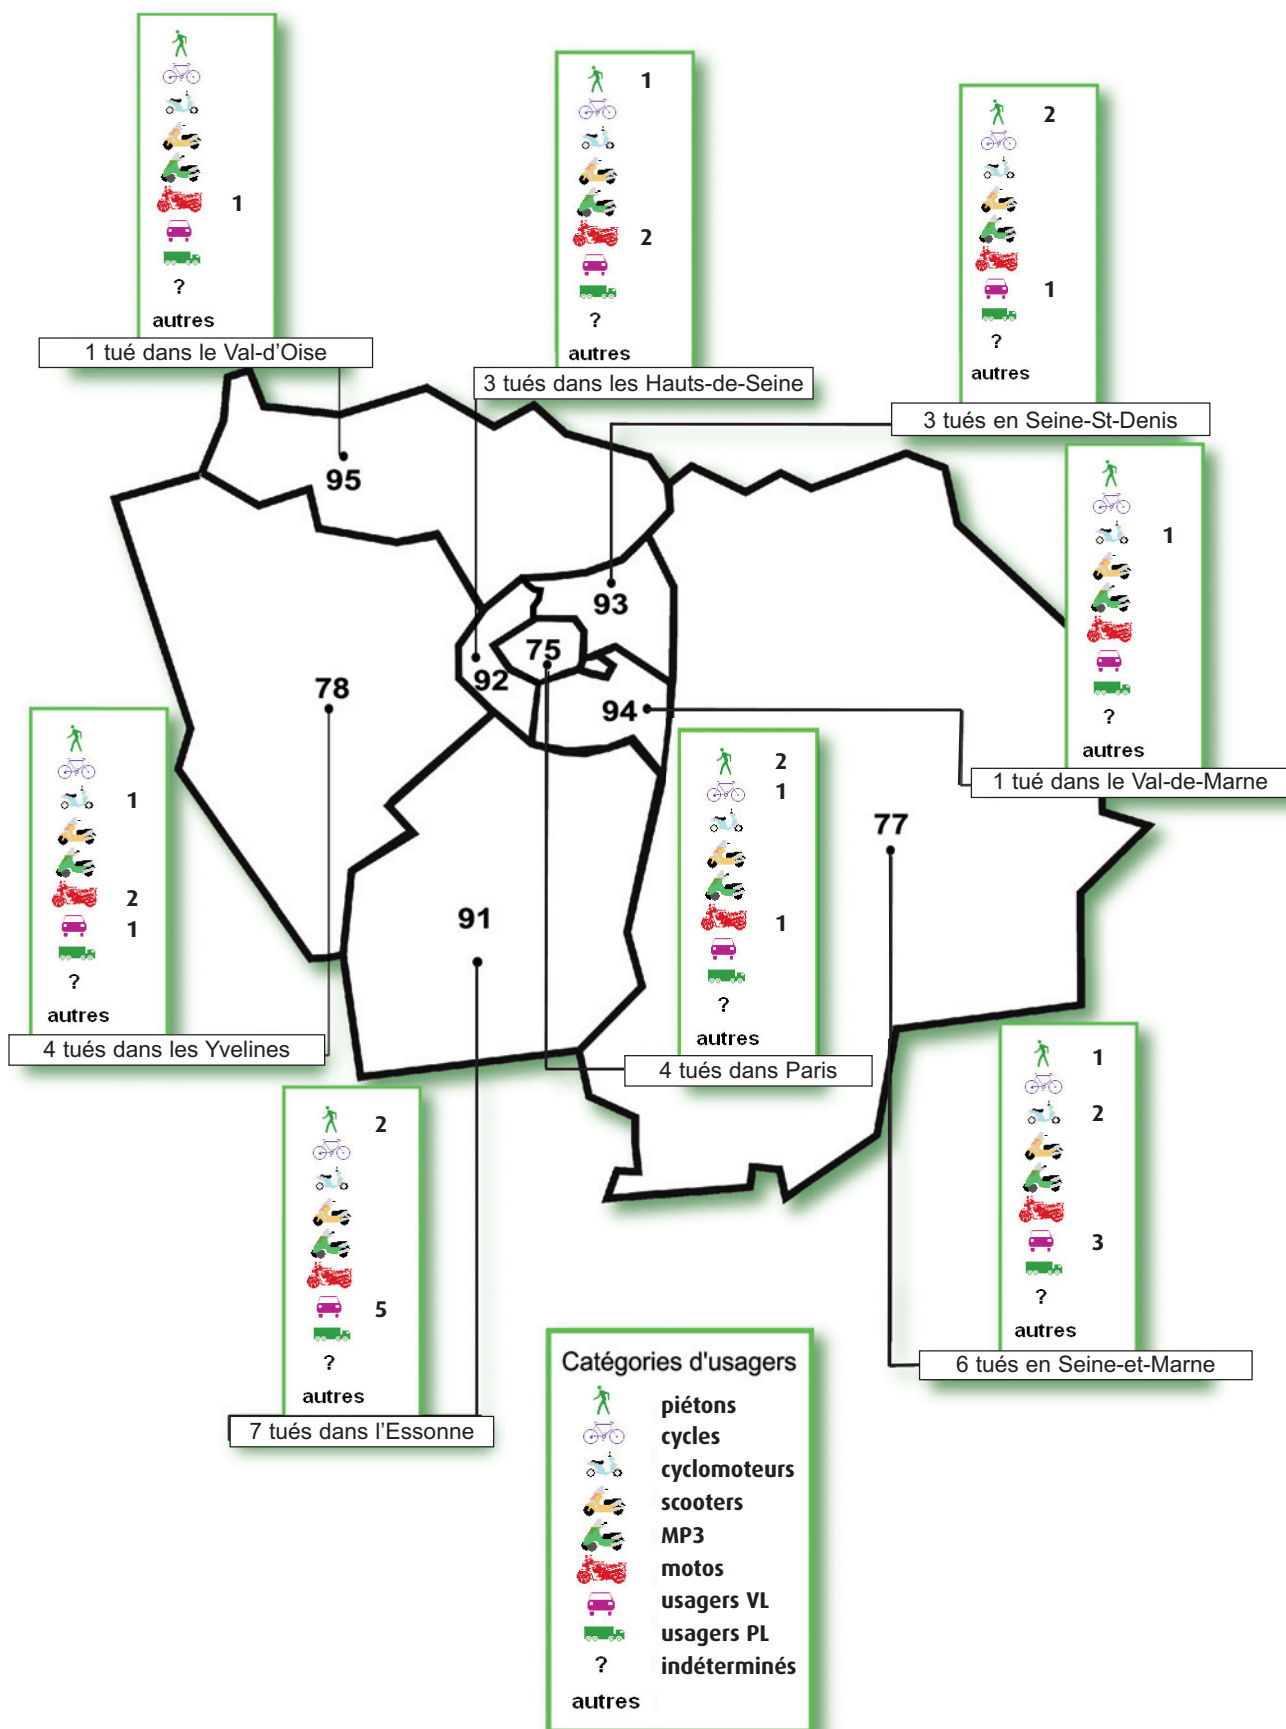 1
?
autres
1 tué dans le Val-d'Oise
1
2
?
autres
3 tués dans les Hauts-de-Seine
2
1
?
autres
3 tués en Seine-St-Denis
1
?
autres
1 tué dans le Val-de-Marne
95
93
75
92
78
94
77
91
1
2
1
?
autres
4 tués dans les Yvelines
2
1
1
?
autres
4 tués dans Paris
1
2
3
?
autres
6 tués en Seine-et-Marne
2
5
?
autres
7 tués dans l'Essonne
Catégories d'usagers
piétons
cycles
cyclomoteurs
scooters
MP3
motos
usagers VL
usagers PL
? indéterminés
autres